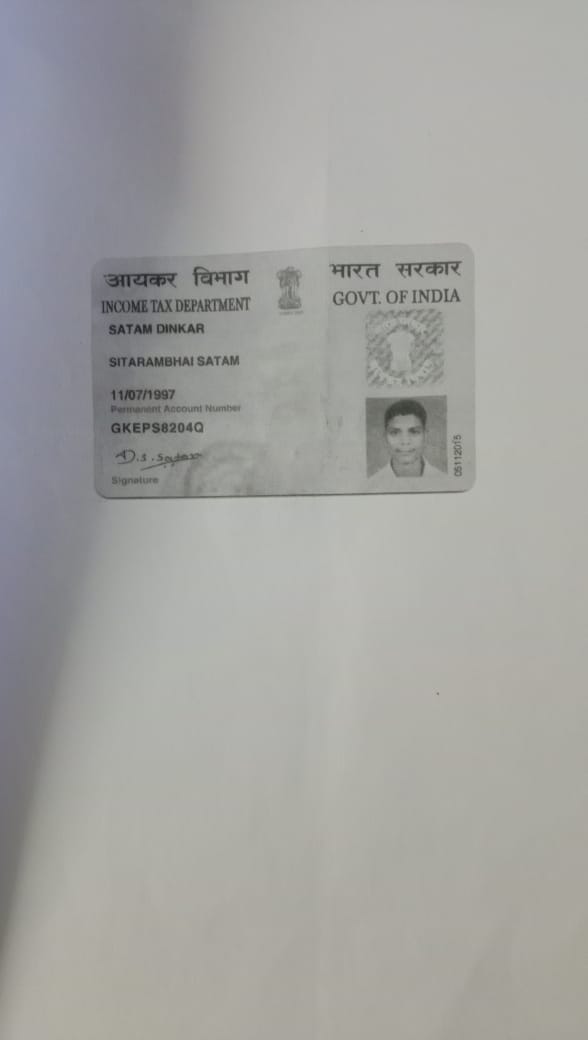 आयकर विभाग
INCOME TAX DEPARTMENT
भारत सरकार
GOVT. OF INDIA
SATAM DINKAR
SITARAMBHAI SATAM
11/07/1997
Permanent Account Number
GKEPS8204Q
D.S.Satam
Signature
05112015